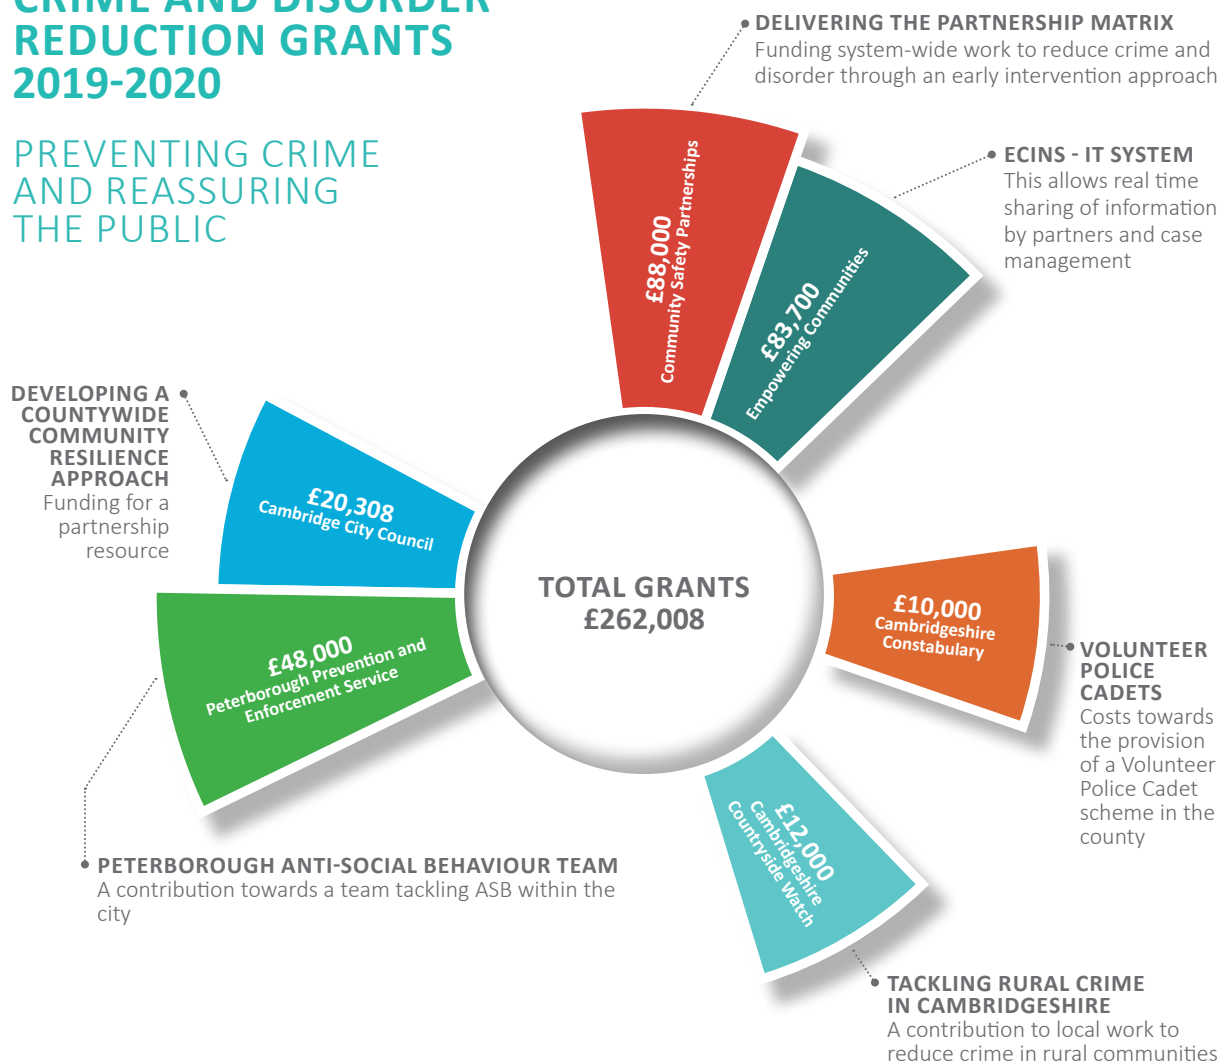 CRIME AND DISORDER
REDUCTION GRANTS
2019-2020
PREVENTING CRIME
AND REASSURING
THE PUBLIC
DELIVERING THE PARTNERSHIP MATRIX
Funding system-wide work to reduce crime and
disorder through an early intervention approach
ECINS - IT SYSTEM
This allows real time
sharing of information
by partners and case
management
£88,000
Community Safety Partnerships
£83,700
Empowering Communities
DEVELOPING A
COUNTYWIDE
COMMUNITY
RESILIENCE
APPROACH
Funding for a
partnership
resource
£20,308
Cambridge City Council
TOTAL GRANTS
£262,008
£10,000
Cambridgeshire
Constabulary
VOLUNTEER
POLICE
CADETS
Costs towards
the provision
of a Volunteer
Police Cadet
scheme in the
county
£48,000
Peterborough Prevention and
Enforcement Service
£12,000
Cambridgeshire
Countryside Watch
PETERBOROUGH ANTI-SOCIAL BEHAVIOUR TEAM
A contribution towards a team tackling ASB within the
city
TACKLING RURAL CRIME
IN CAMBRIDGESHIRE
A contribution to local work to
reduce crime in rural communities